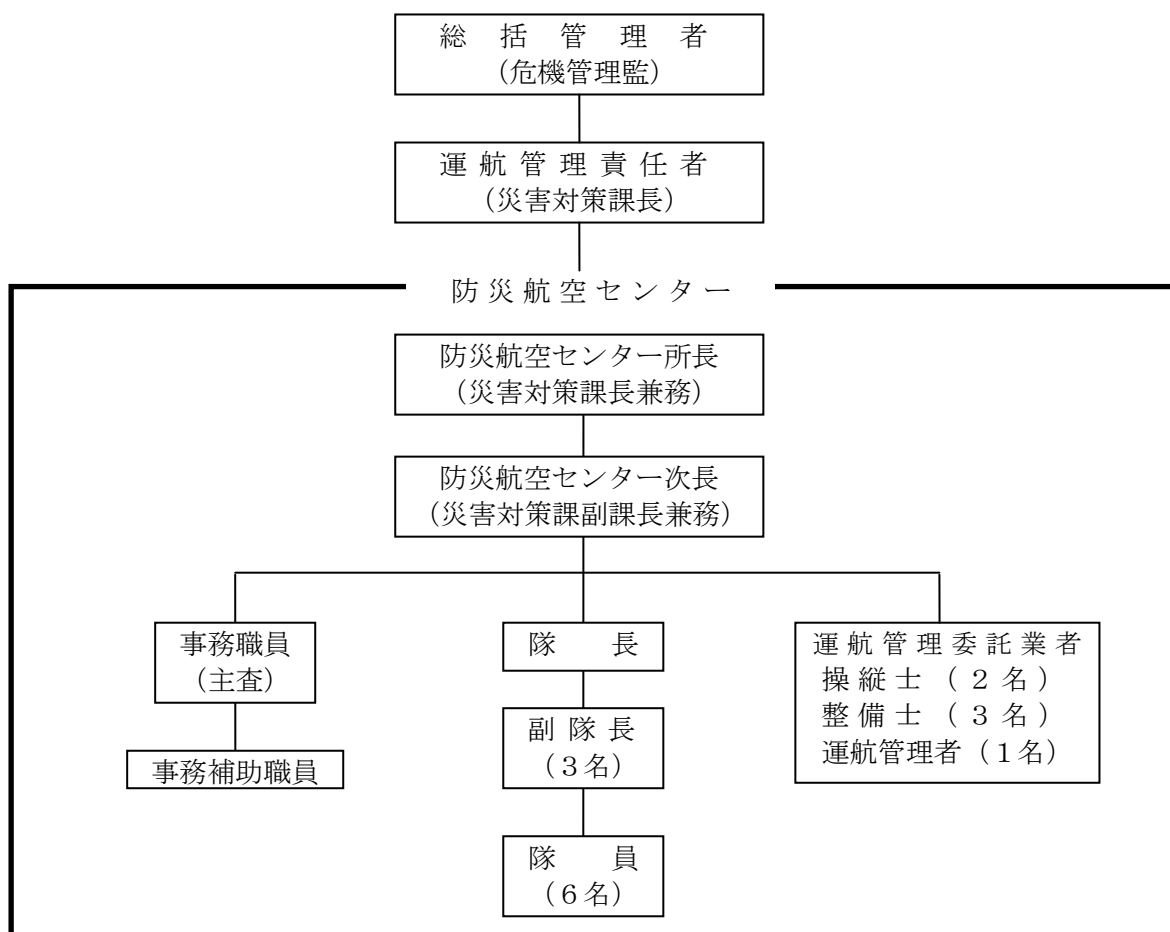 総括管理者
（危機管理監）
運航管理責任者
（災害対策課長）
防災航空センター
防災航空センター所長
（災害対策課長兼務）
防災航空センター次長
（災害対策課副課長兼務）
事務職員
（主査）
事務補助職員
隊　長
副隊長
（３名）
隊　員
（６名）
運航管理委託業者
操縦士（２名）
整備士（３名）
運航管理者（１名）